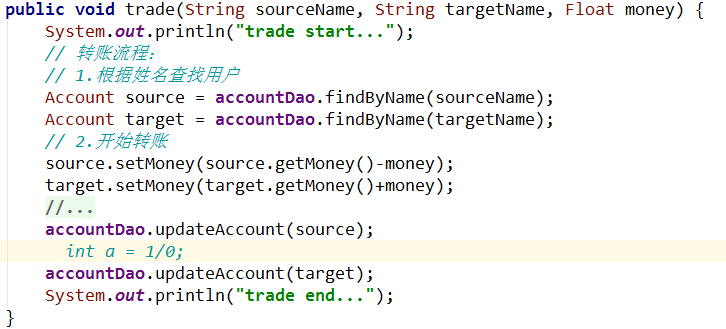 public void trade(String sourceName, String targetName, Float money) {
System.out.println("trade start...");
// 转账流程：
// 1.根据姓名查找用户
Account source = accountDao.findByName(sourceName);
Account target = accountDao.findByName(targetName);
// 2.开始转账
source.setMoney(source.getMoney()-money);
target.setMoney(target.getMoney()+money);
//...
accountDao.updateAccount(source);
int a = 1/0;
accountDao.updateAccount(target);
System.out.println("trade end...");
}